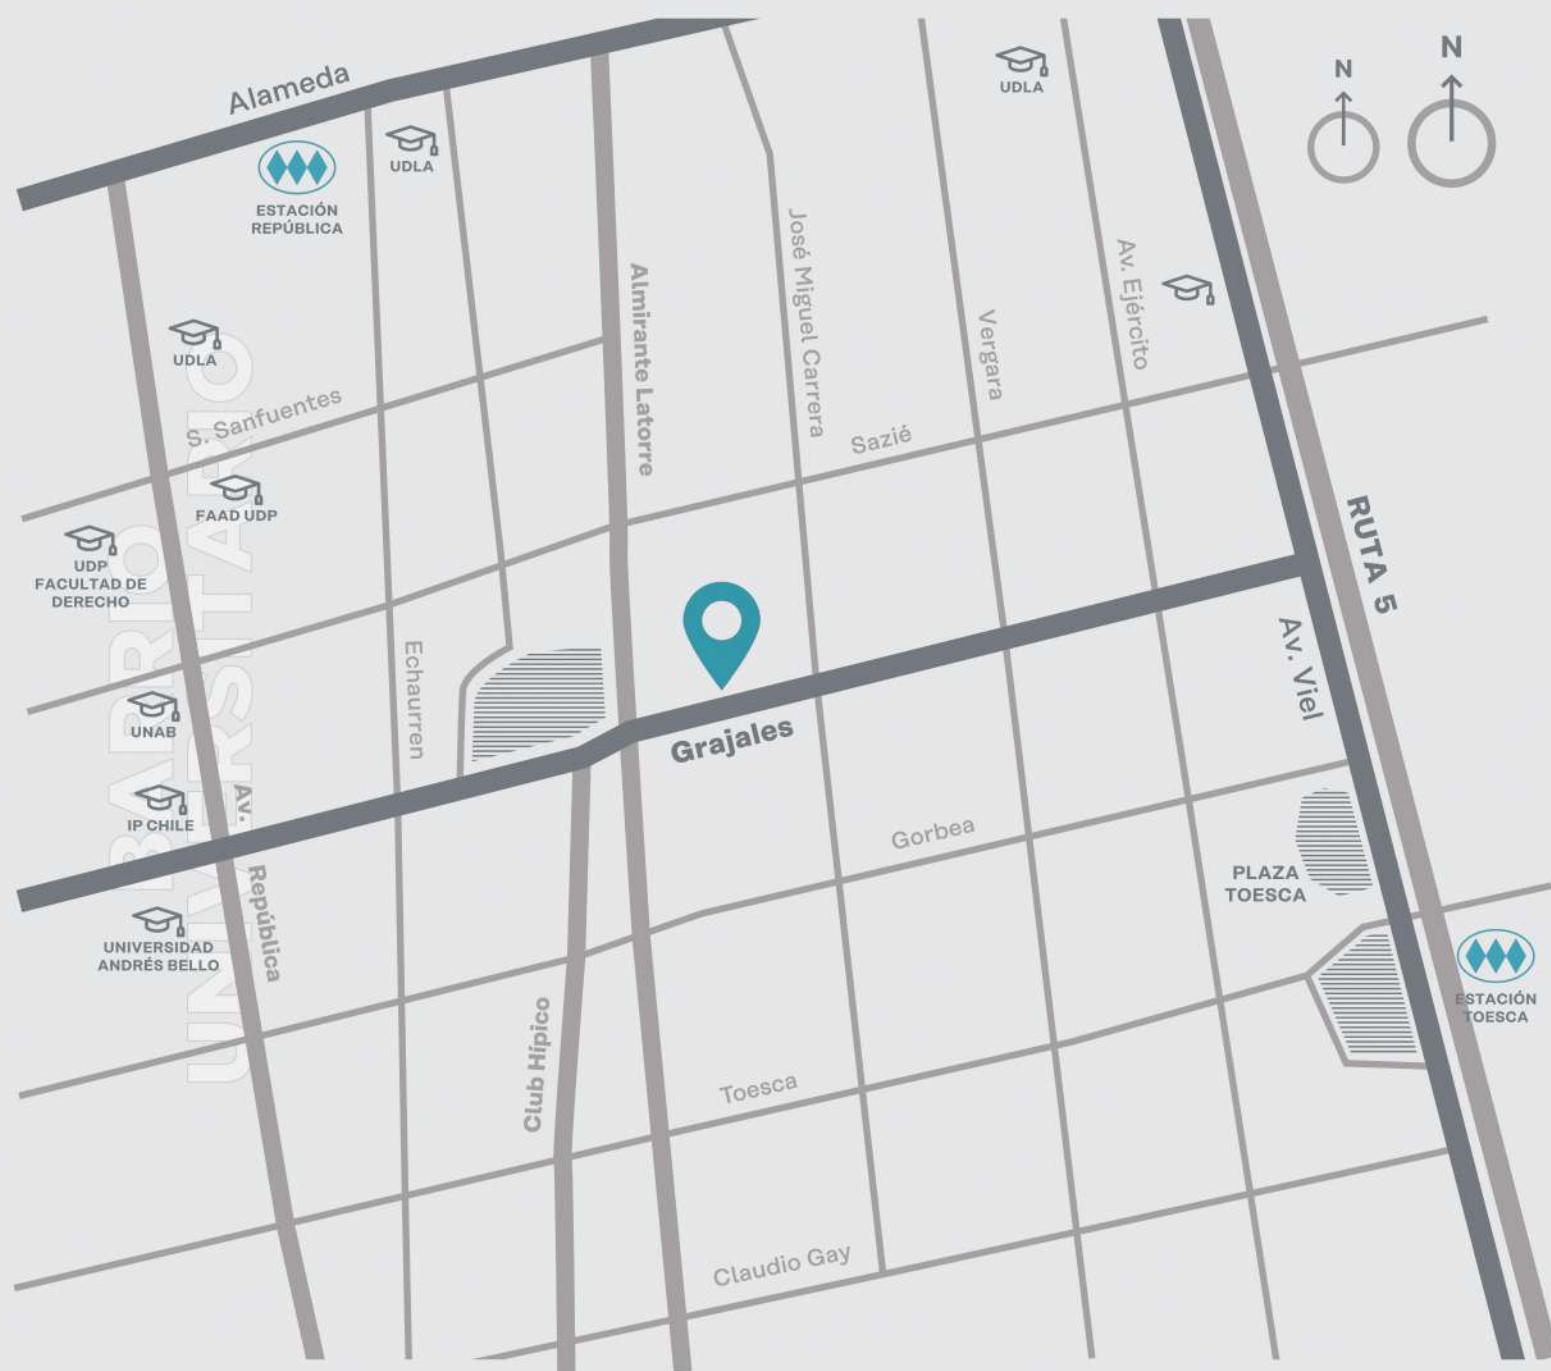 N
N
Alameda
UDLA
UDLA
ESTACIÓN
REPÚBLICA
José Miguel Carrera
Av. Ejército
Almirante Latorre
Vergara
UDLA
S. Sanfuentes
Sazié
FAAD UDP
RUTA 5
UDP
FACULTAD DE
DERECHO
BARRIO
UNIVERSITARIO
Echaurren
Av. Viel
UNAB
Grajales
Av. República
IP CHILE
Gorbea
PLAZA
TOESCA
UNIVERSIDAD
ANDRÉS BELLO
ESTACIÓN
TOESCA
Club Hípico
Toesca
Claudio Gay